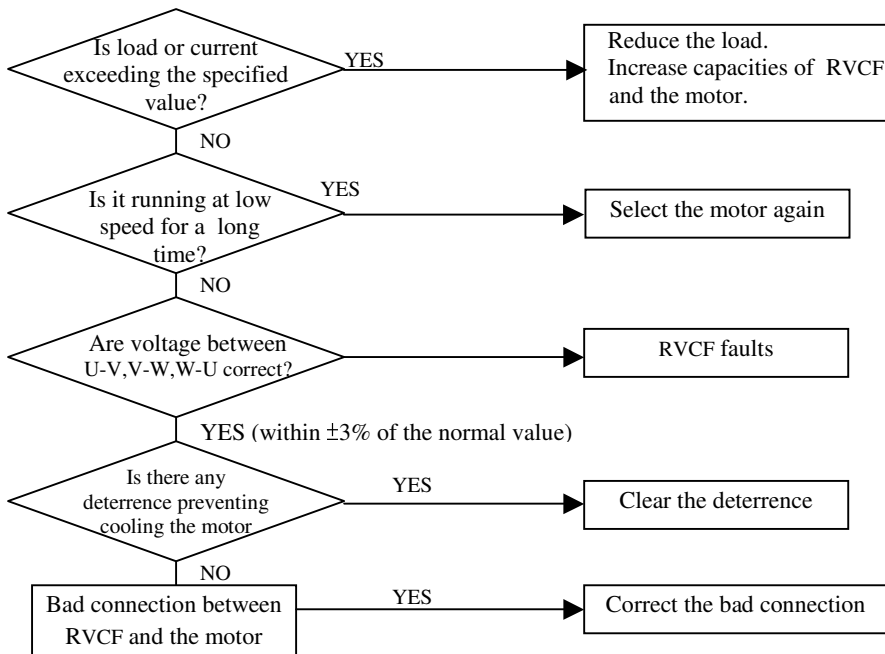 Is load or current
exceeding the specified
value?
YES
Reduce the load.
Increase capacities of RVCF
and the motor.
NO
Is it running at low
speed for a long
time?
YES
Select the motor again
NO
Are voltage between
U-V,V-W,W-U correct?
RVCF faults
YES (within ±3% of the normal value)
Is there any
deterrence preventing
cooling the motor
YES
Clear the deterrence
NO
Bad connection between
RVCF and the motor
YES
Correct the bad connection